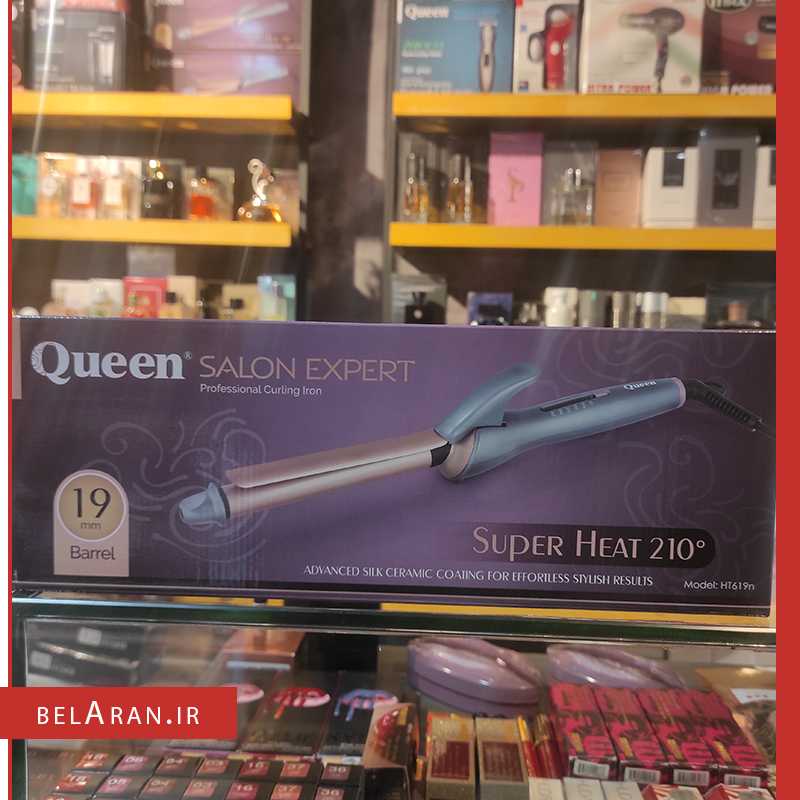 Queen
Queen® SALON EXPERT
Professional Curling Iron
Queen
19
mm
Barrel
SUPER HEAT 210°
ADVANCED SILK CERAMIC COATING FOR EFFORTLESS STYLISH RESULTS
Model: HT619n
BELARAN.IR